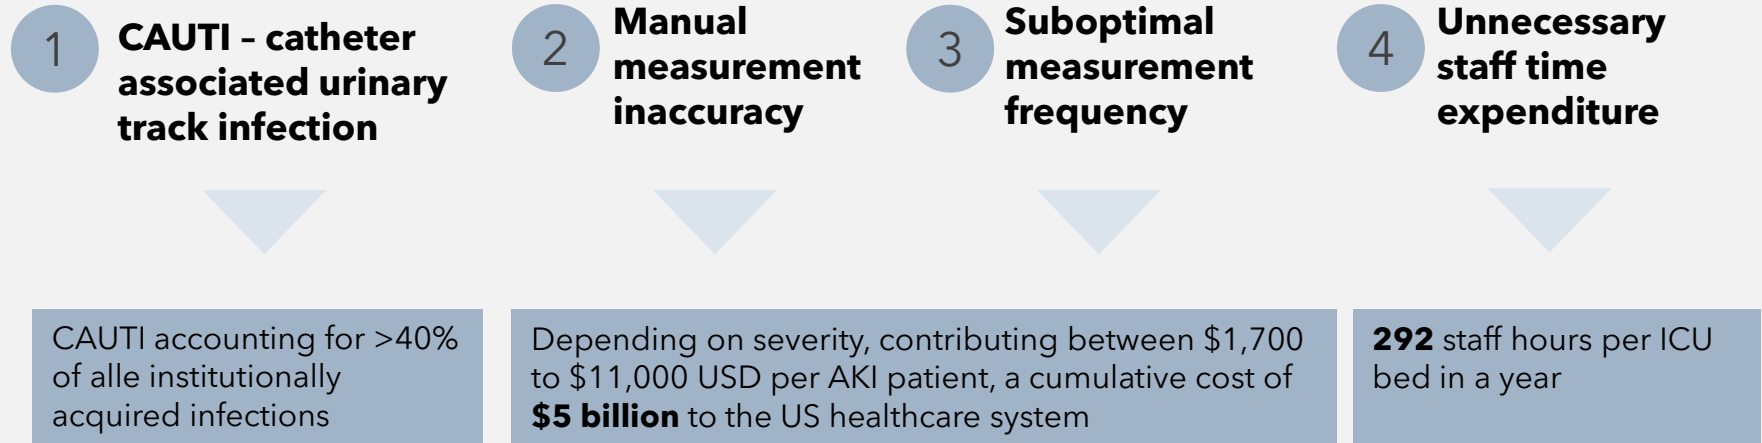 1
CAUTI – catheter
associated urinary
track infection
2
Manual
measurement
inaccuracy
3
Suboptimal
measurement
frequency
4
Unnecessary
staff time
expenditure
CAUTI accounting for >40%
of alle institutionally
acquired infections
Depending on severity, contributing between $1,700
to $11,000 USD per AKI patient, a cumulative cost of
$5 billion to the US healthcare system
292 staff hours per ICU
bed in a year